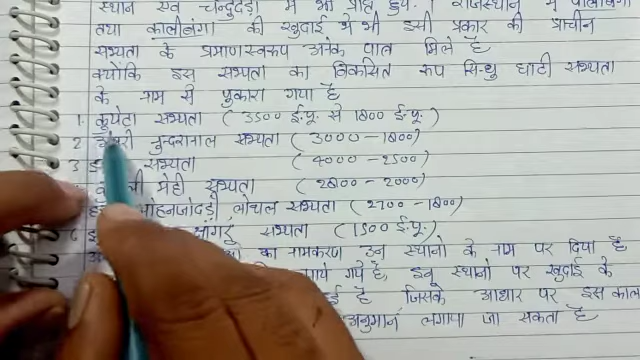 स्थान एवं चन्दुदड़ो में भी प्राप्त हुए । राजस्थान में
तथा कालीबंगा की खुदाई से भी इसी प्रकार की प्राचीन
सभ्यता के प्रमाणस्वरूप अनेक पात्र मिले है
क्योंकि इस सभ्यता का विकसित रूप सिन्धु घाटी सभ्यता
के नाम से पुकारा गया है
1. क्वेटा सभ्यता ( 3500 ई.पू. से 1800 ई.पू. )
2 नुन्दरानाल सभ्यता ( 3000 - 1800 )
3 सभ्यता ( 4000 - 2500 )
मेही सभ्यता ( 2800 - 2000 )
मोहनजोदड़ो लोथल सभ्यता ( 2700 - 1800 )
सभ्यता ( 1500 ई.पू. )
का नामकरण उन स्थानो के नाम पर दिया है
गये है, इन स्थानो पर खुदाई के
है जिसके आधार पर इस काल
अनुमान लगाया जा सकता है